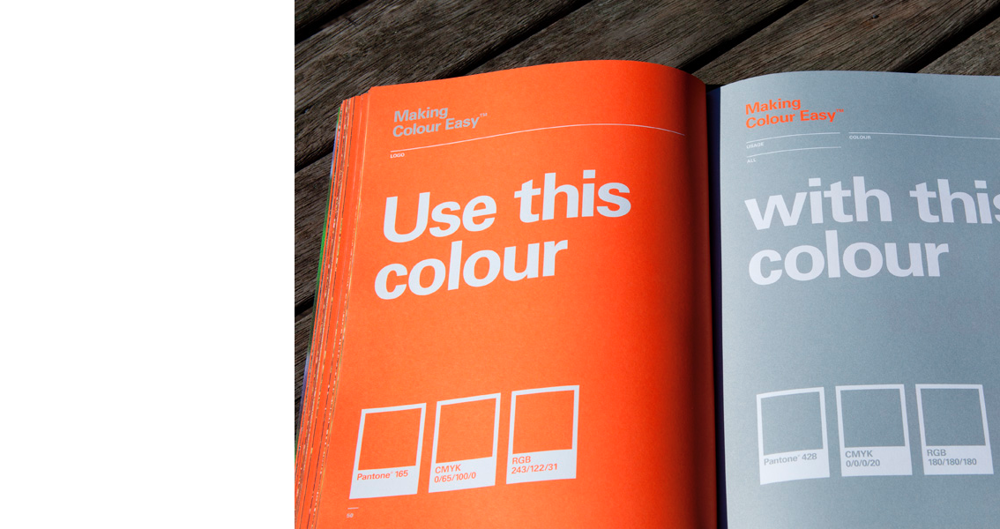 Making
Colour Easy™
LOGO
Use this
colour
Pantone® 165
CMYK
0/65/100/0
RGB
243/122/31
Making
Colour Easy™
USAGE
COLOUR
ALL
with this
colour
Pantone® 428
CMYK
0/0/0/20
RGB
180/180/180